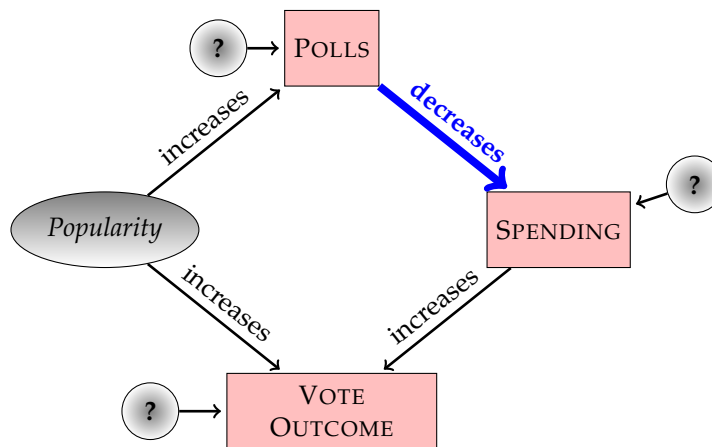 ?
POLLS
increases
decreases
?
Popularity
SPENDING
increases
increases
?
VOTE
OUTCOME